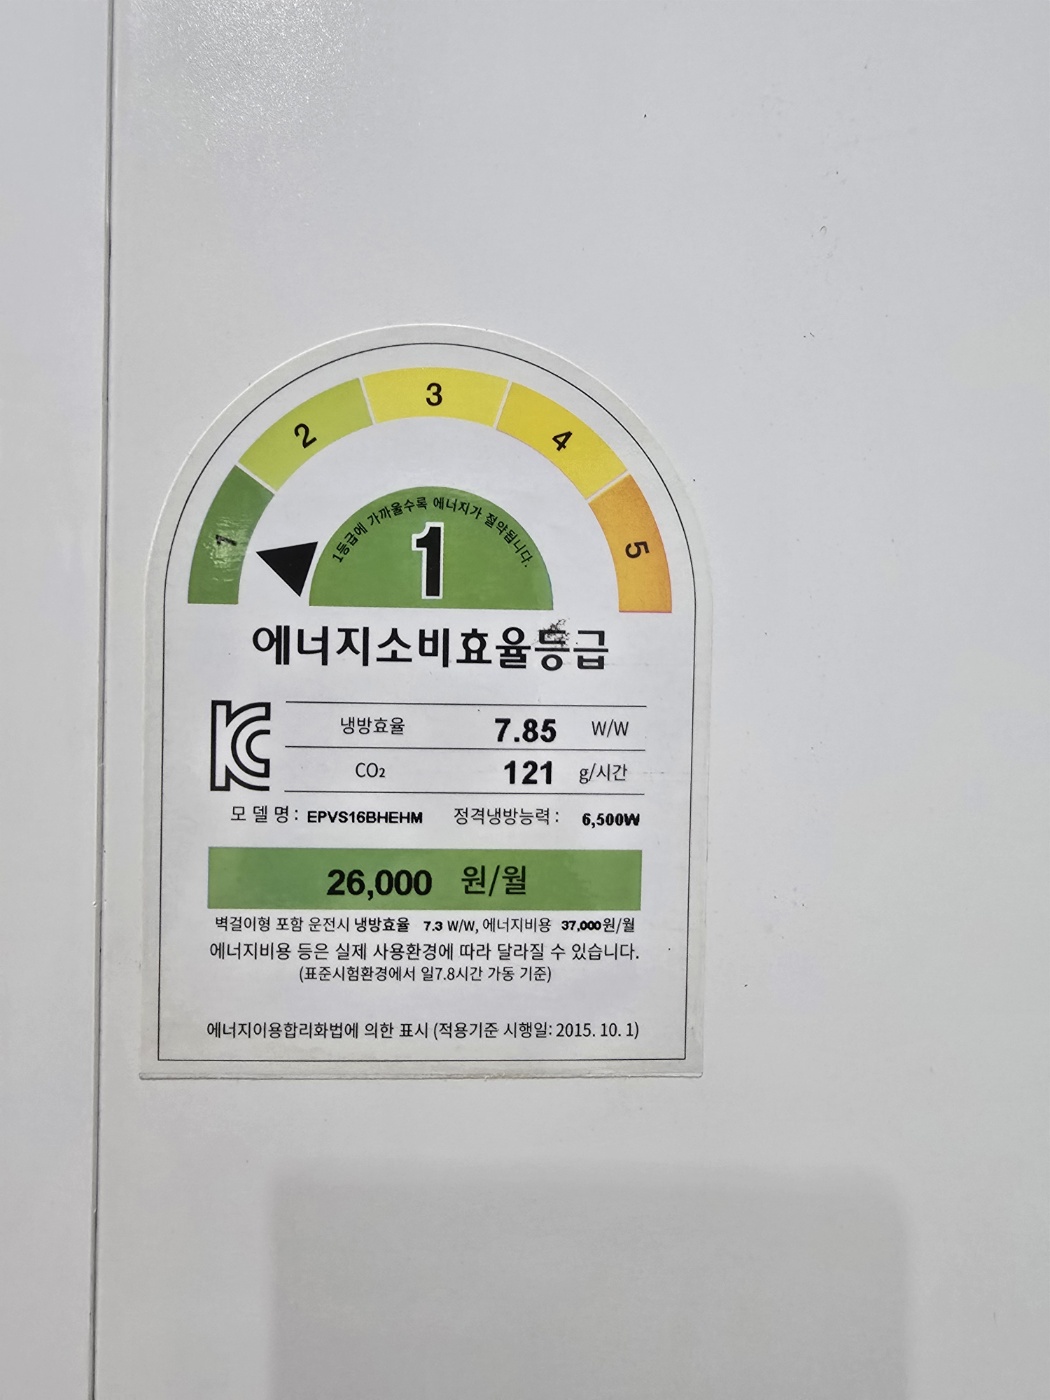 3
2
4
1
5
1등급에 가까울수록 에너지가 절약됩니다.
1
에너지소비효율등급
KC
냉방효율 7.85 W/W
CO₂ 121 g/시간
모델명: EPVS16BHEHM 정격냉방능력: 6,500W
26,000 원/월
벽걸이형 포함 운전시 냉방효율 7.3 W/W, 에너지비용 37,000원/월
에너지비용 등은 실제 사용환경에 따라 달라질 수 있습니다.
(표준시험환경에서 일7.8시간 가동 기준)
에너지이용합리화법에 의한 표시 (적용기준 시행일: 2015. 10. 1)